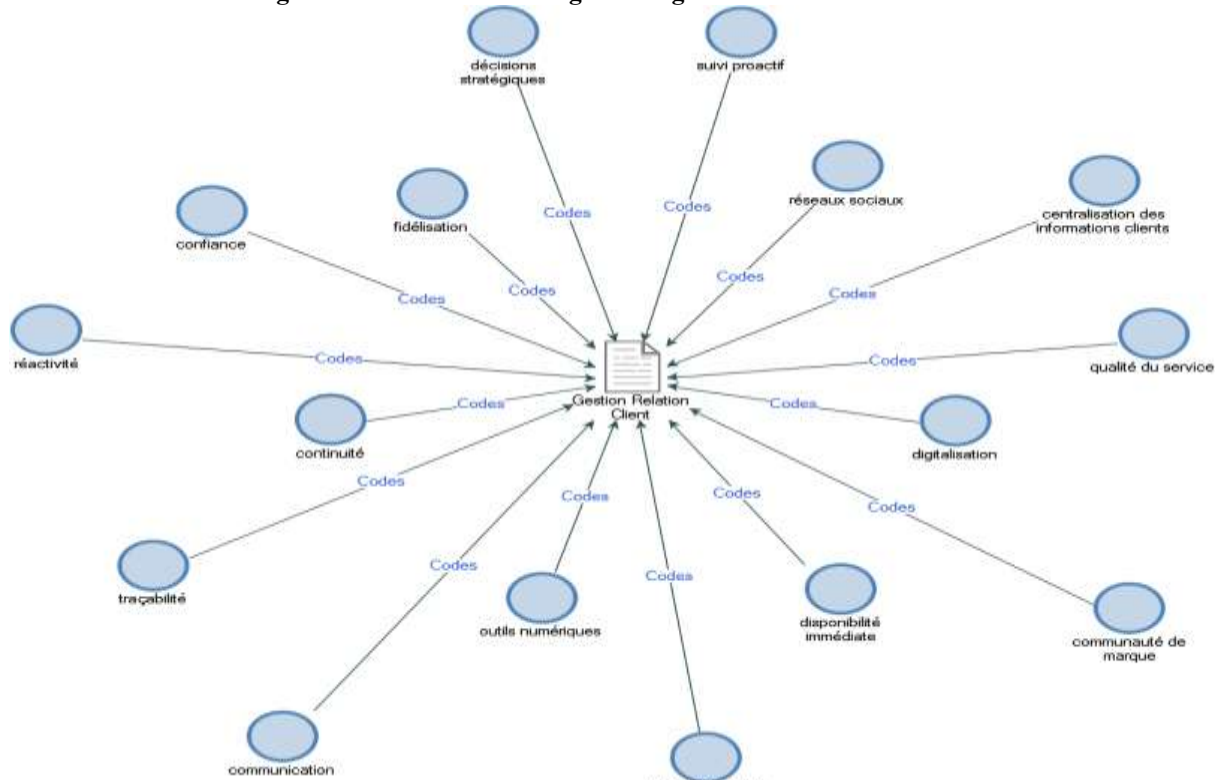 décisions
stratégiques
suivi proactif
réseaux sociaux
centralisation des
informations clients
fidélisation
confiance
Codes
Codes
Codes
Codes
Codes
Codes
réactivité
Codes
Codes
qualité du service
Gestion Relation
Client
Codes
Codes
continuité
digitalisation
Codes
Codes
Codes
Codes
Codes
Codes
traçabilité
outils numériques
disponibilité
immédiate
communauté de
marque
communication